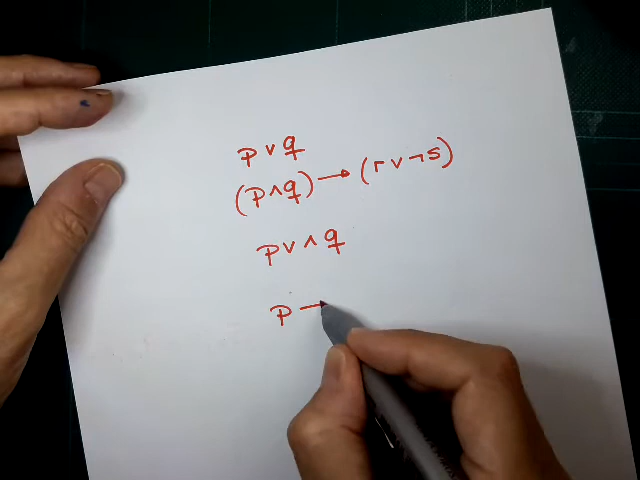 p ∨ q
(p ∧ q) → (r ∨ ¬s)
p ∨ ∧ q
p →